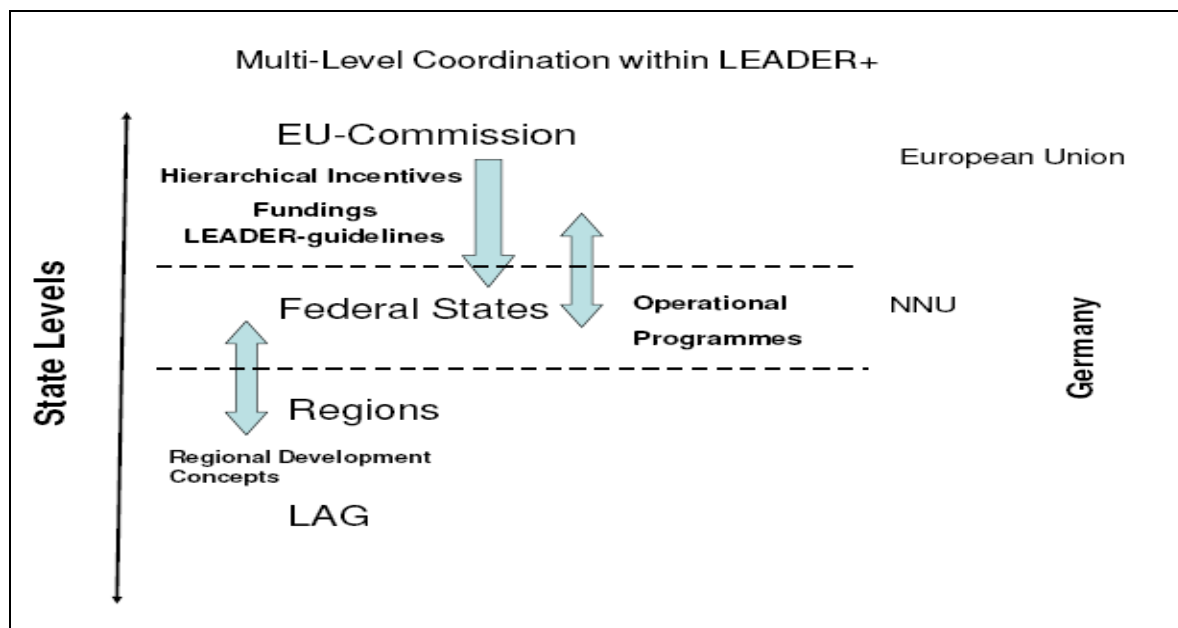 Multi-Level Coordination within LEADER+
EU-Commission
European Union
Hierarchical Incentives
Fundings
LEADER-guidelines
State Levels
Federal States
Operational
Programmes
NNU
Germany
Regions
Regional Development
Concepts
LAG